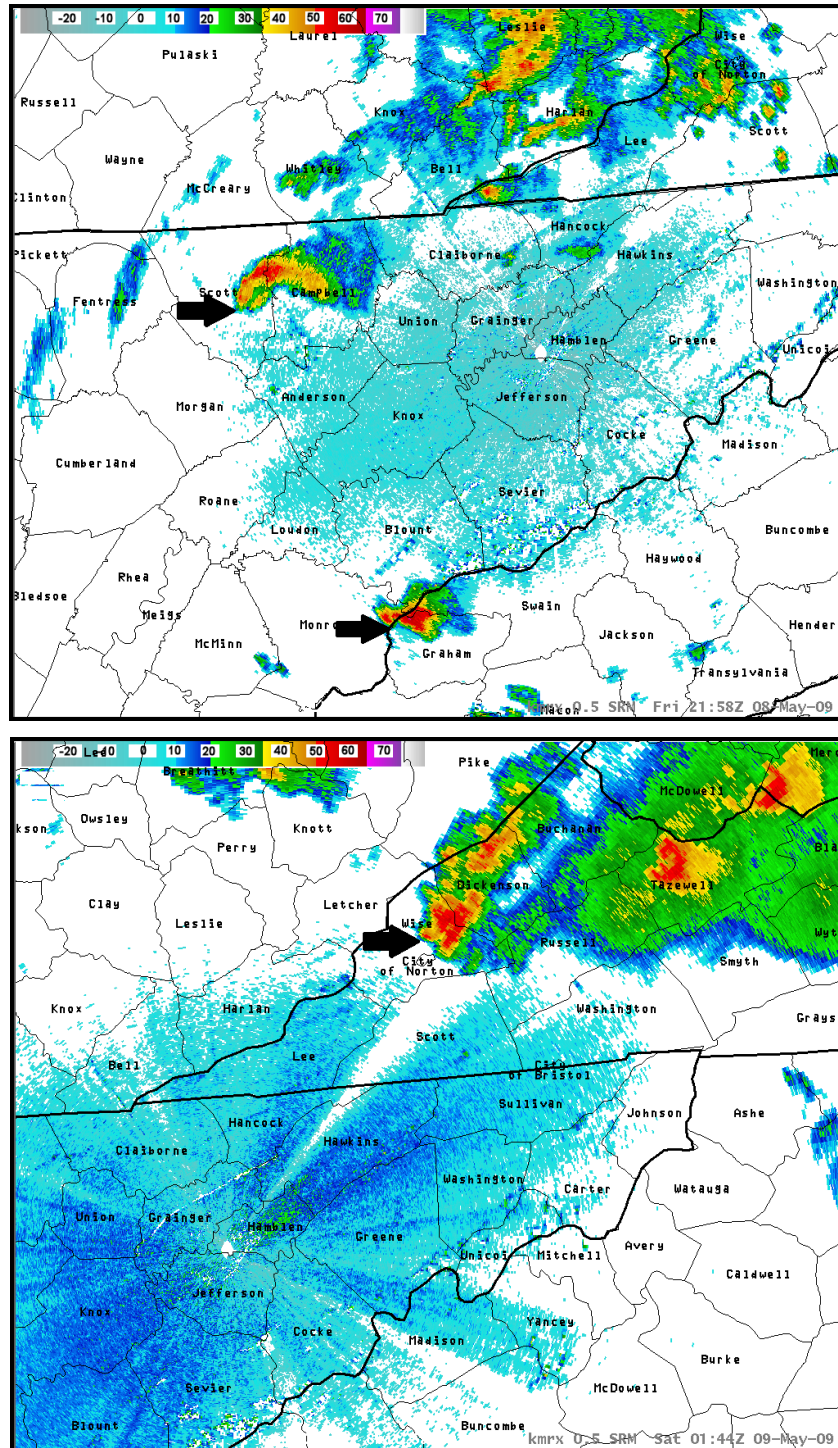 -20 -10 0 10 20 30 40 50 60 70
Laurel
Leslie
Wise
Pulaski
City
of Norton
Russell
Knox
Harlan
Scott
Wayne
Lee
Whitley
Bell
McCreary
Clinton
Hancock
Pickett
Claiborne
Hawkins
Washington
Scott
Campbell
Fentress
Union
Grainger
Hamblen
Greene
Unicoi
Anderson
Jefferson
Morgan
Knox
Cocke
Madison
Cumberland
Sevier
Roane
Loudon
Blount
Buncombe
Haywood
Rhea
Bledsoe
Swain
Meigs
Monro
Hender
McMinn
Jackson
Graham
Transylvania
Macon
kmrx 0.5 SRM Fri 21:58Z 08-May-09
-20 -10 0 10 20 30 40 50 60 70
Lee
Breathitt
Pike
Merc
McDowell
Owsley
kson
Knott
Buchanan
Perry
Bla
Dickenson
Tazewell
Clay
Letcher
Leslie
Wise
Wyt
Russell
City
of Norton
Smyth
Knox
Harlan
Washington
Grays
Scott
Lee
Bell
City
of Bristol
Sullivan
Johnson
Ashe
Hancock
Hawkins
Claiborne
Washington
Carter
Watauga
Union
Grainger
Hamblen
Greene
Avery
Unicoi
Mitchell
Caldwell
Jefferson
Knox
Yancey
Cocke
Madison
Burke
Sevier
McDowell
Blount
Buncombe
kmrx 0.5 SRM Sat 01:44Z 09-May-09